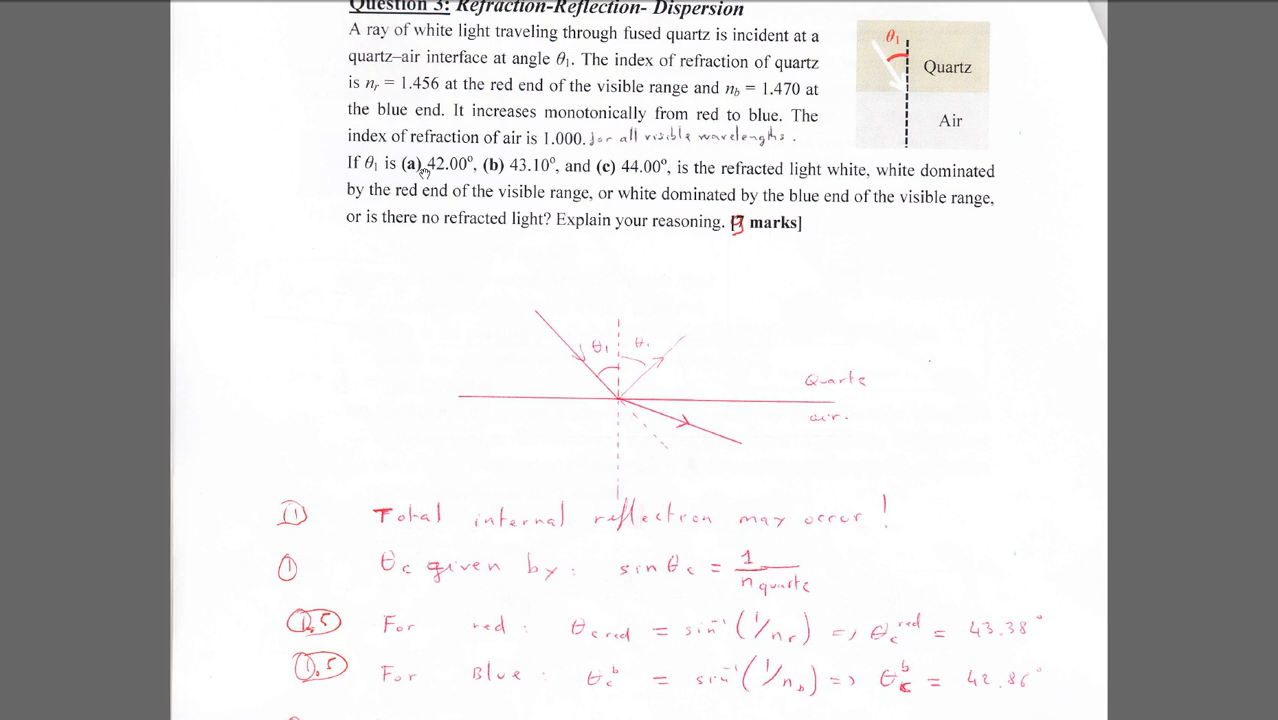 Question 3: Refraction-Reflection- Dispersion
A ray of white light traveling through fused quartz is incident at a
quartz–air interface at angle θ₁. The index of refraction of quartz
is nᵣ = 1.456 at the red end of the visible range and n_b = 1.470 at
the blue end. It increases monotonically from red to blue. The
index of refraction of air is 1.000. for all visible wavelengths.
If θ₁ is (a) 42.00º, (b) 43.10º, and (c) 44.00º, is the refracted light white, white dominated
by the red end of the visible range, or white dominated by the blue end of the visible range,
or is there no refracted light? Explain your reasoning. [9 marks]
θ₁
Quartz
Air
θ₁ θ₁
Quartz
air.
(1) Total internal reflection may occur!
(1) θc given by: sin θc = 1/n quartz
(1.5) For red: θc red = sin⁻¹(1/nr) => θc^red = 43.38°
(1.5) For Blue: θc^b = sin⁻¹(1/nb) => θc^b = 42.86°